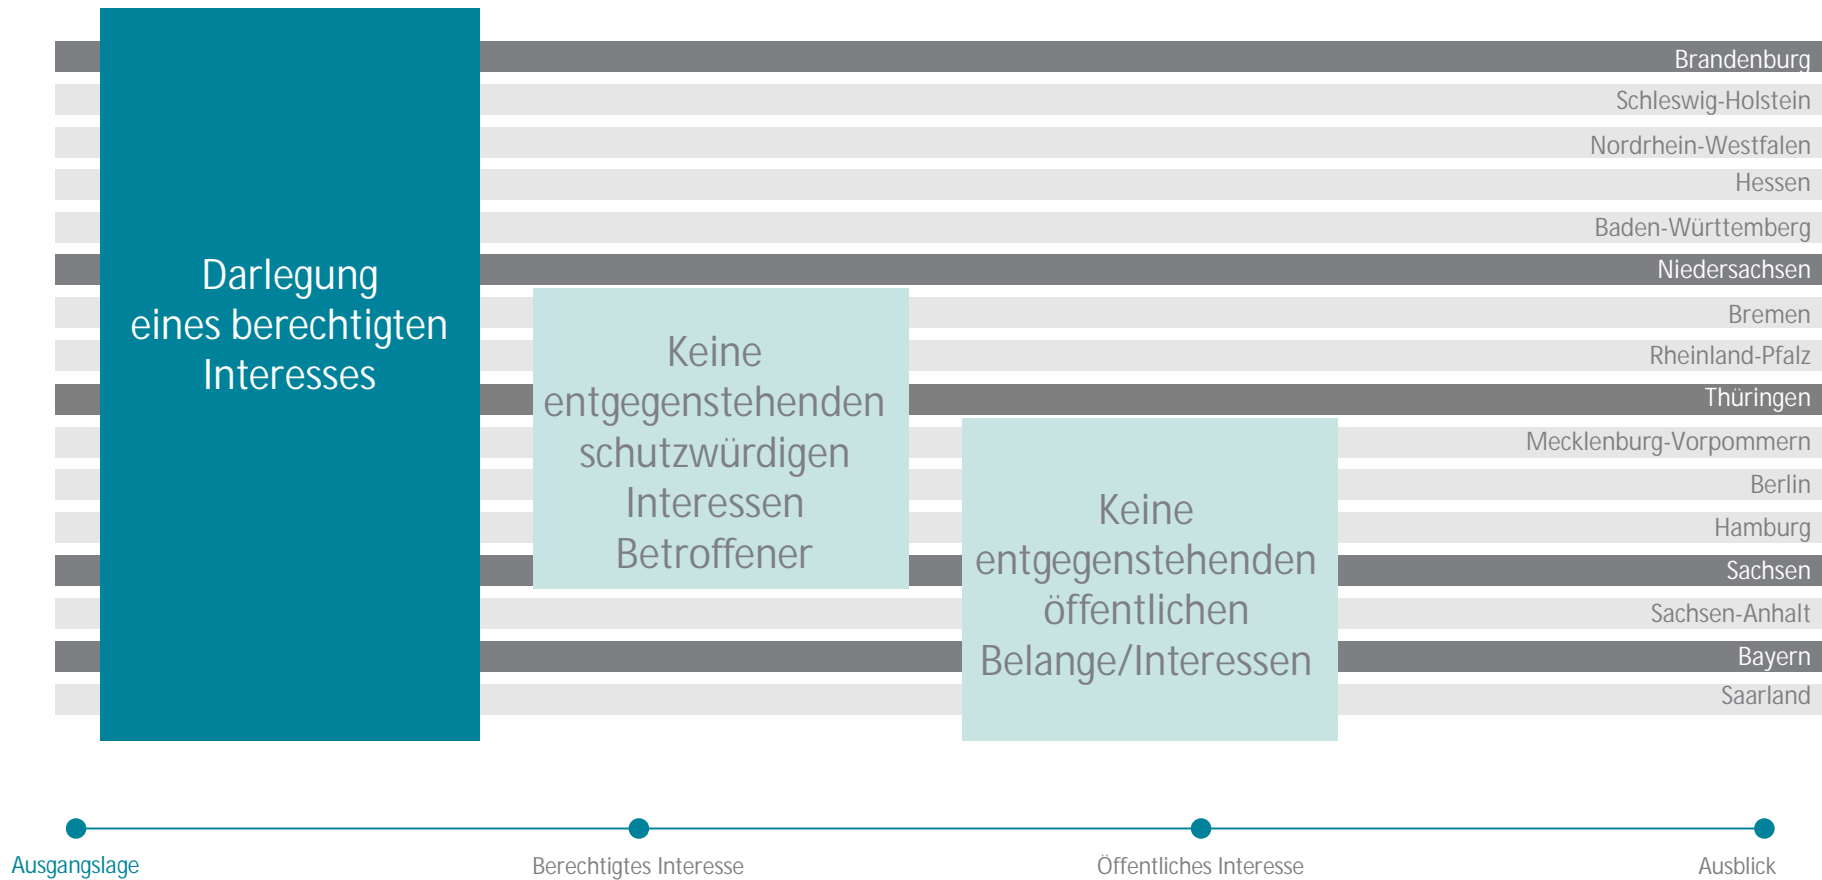 Brandenburg
Schleswig-Holstein
Nordrhein-Westfalen
Hessen
Baden-Württemberg
Niedersachsen
Bremen
Rheinland-Pfalz
Thüringen
Mecklenburg-Vorpommern
Berlin
Hamburg
Sachsen
Sachsen-Anhalt
Bayern
Saarland
Darlegung
eines berechtigten
Interesses
Keine
entgegenstehenden
schutzwürdigen
Interessen
Betroffener
Keine
entgegenstehenden
öffentlichen
Belange/Interessen
Ausgangslage
Berechtigtes Interesse
Öffentliches Interesse
Ausblick